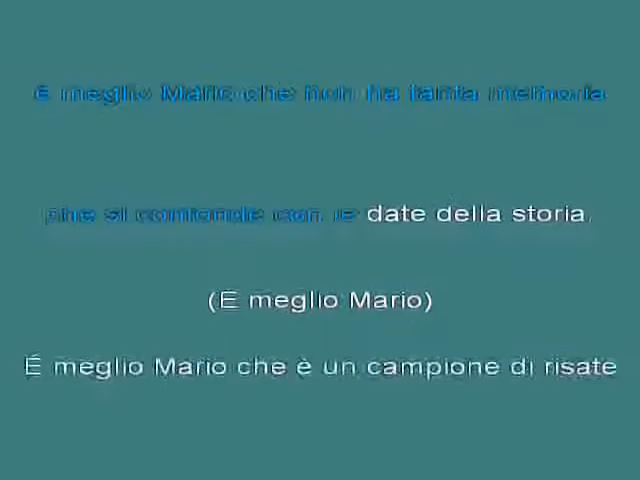 È meglio Mario che non ha tanta memoria
che si confonde con le date della storia
(È meglio Mario)
É meglio Mario che è un campione di risate